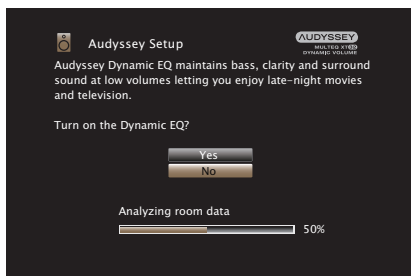 Audyssey Setup
AUDYSSEY
MULTEQ XT32
DYNAMIC VOLUME
Audyssey Dynamic EQ maintains bass, clarity and surround
sound at low volumes letting you enjoy late-night movies
and television.
Turn on the Dynamic EQ?
Yes
No
Analyzing room data
50%